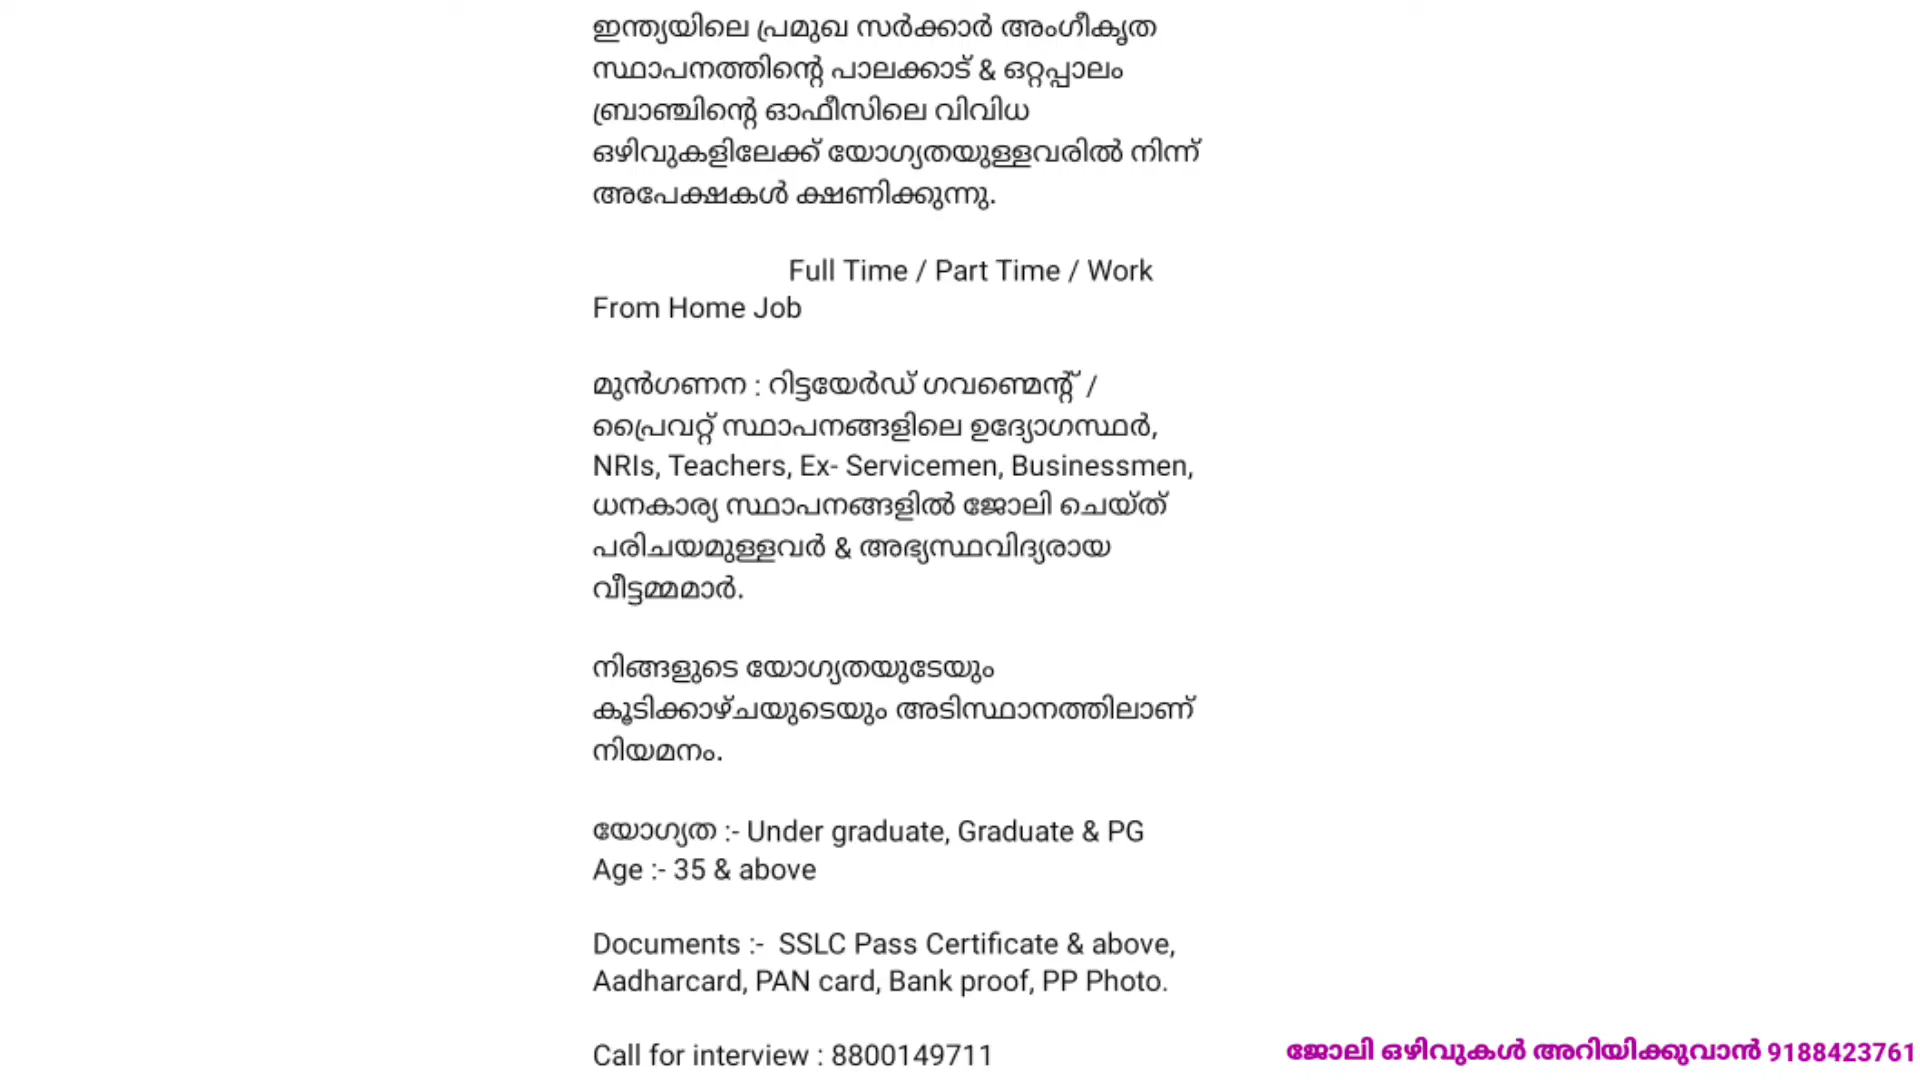 ഇന്ത്യയിലെ പ്രമുഖ സർക്കാർ അംഗീകൃത
സ്ഥാപനത്തിന്റെ പാലക്കാട് & ഒറ്റപ്പാലം
ബ്രാഞ്ചിന്റെ ഓഫീസിലെ വിവിധ
ഒഴിവുകളിലേക്ക് യോഗ്യതയുള്ളവരിൽ നിന്ന്
അപേക്ഷകൾ ക്ഷണിക്കുന്നു.
Full Time / Part Time / Work
From Home Job
മുൻഗണന : റിട്ടയേർഡ് ഗവണ്മെന്റ് /
പ്രൈവറ്റ് സ്ഥാപനങ്ങളിലെ ഉദ്യോഗസ്ഥർ,
NRIs, Teachers, Ex- Servicemen, Businessmen,
ധനകാര്യ സ്ഥാപനങ്ങളിൽ ജോലി ചെയ്ത്
പരിചയമുള്ളവർ & അഭ്യസ്ഥവിദ്യരായ
വീട്ടമ്മമാർ.
നിങ്ങളുടെ യോഗ്യതയുടേയും
കൂടിക്കാഴ്ചയുടെയും അടിസ്ഥാനത്തിലാണ്
നിയമനം.
യോഗ്യത :- Under graduate, Graduate & PG
Age :- 35 & above
Documents :-  SSLC Pass Certificate & above,
Aadharcard, PAN card, Bank proof, PP Photo.
Call for interview : 8800149711
ജോലി ഒഴിവുകൾ അറിയിക്കുവാൻ 9188423761